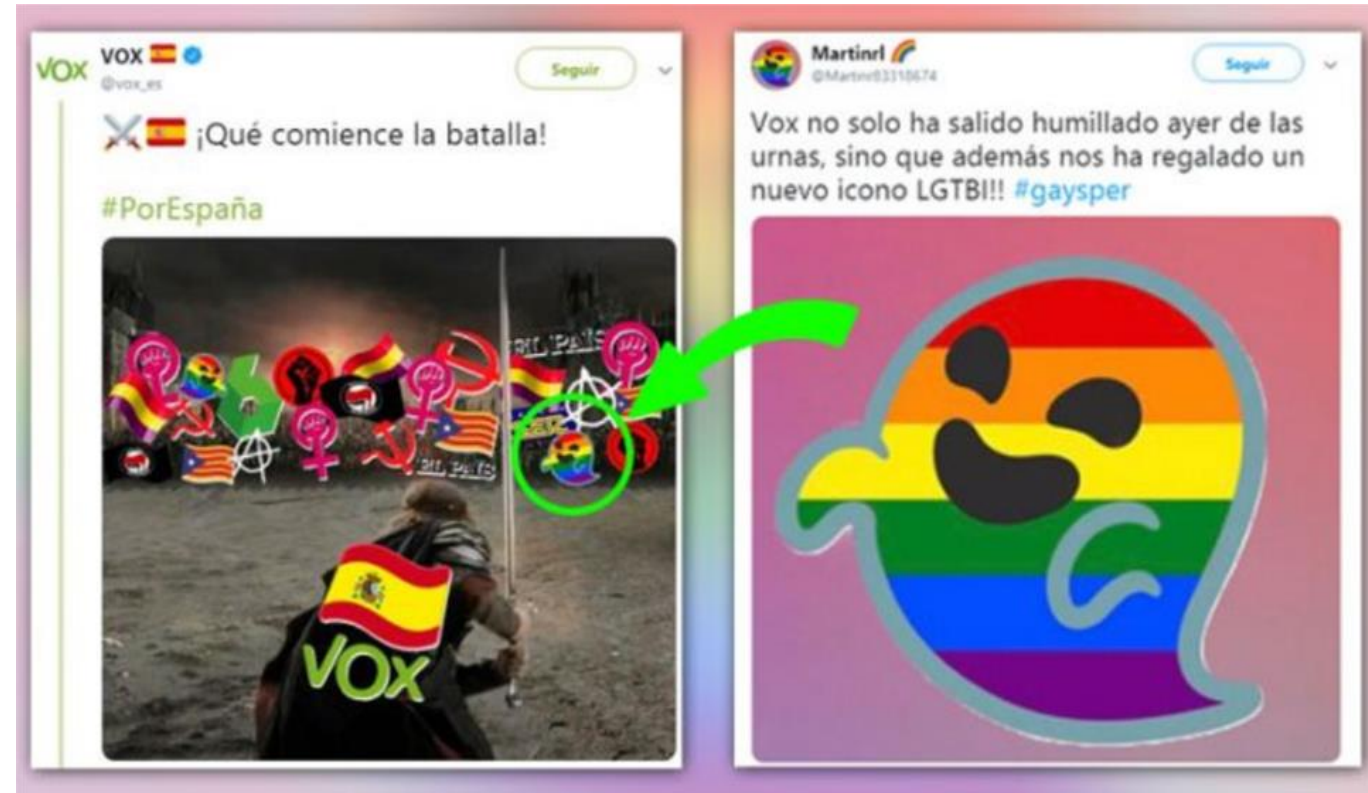 VOX
VOX
@vox_es
Seguir
¡Qué comience la batalla!
#PorEspaña
EL PAÍS
EL PAÍS
VOX
Martinrl
@Martinr83318674
Seguir
Vox no solo ha salido humillado ayer de las
urnas, sino que además nos ha regalado un
nuevo icono LGTBI!! #gaysper